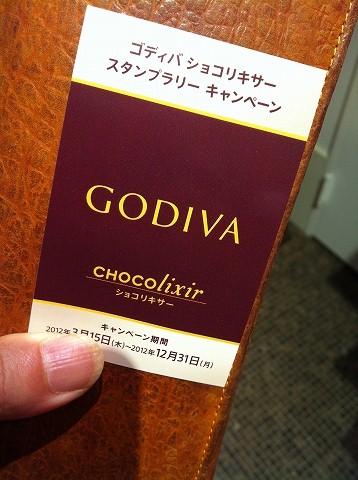 ゴディバ ショコリキサー
スタンプラリー キャンペーン
GODIVA
CHOCOlixir
ショコリキサー
キャンペーン期間
2012年3月15日(木)~2012年12月31日(月)